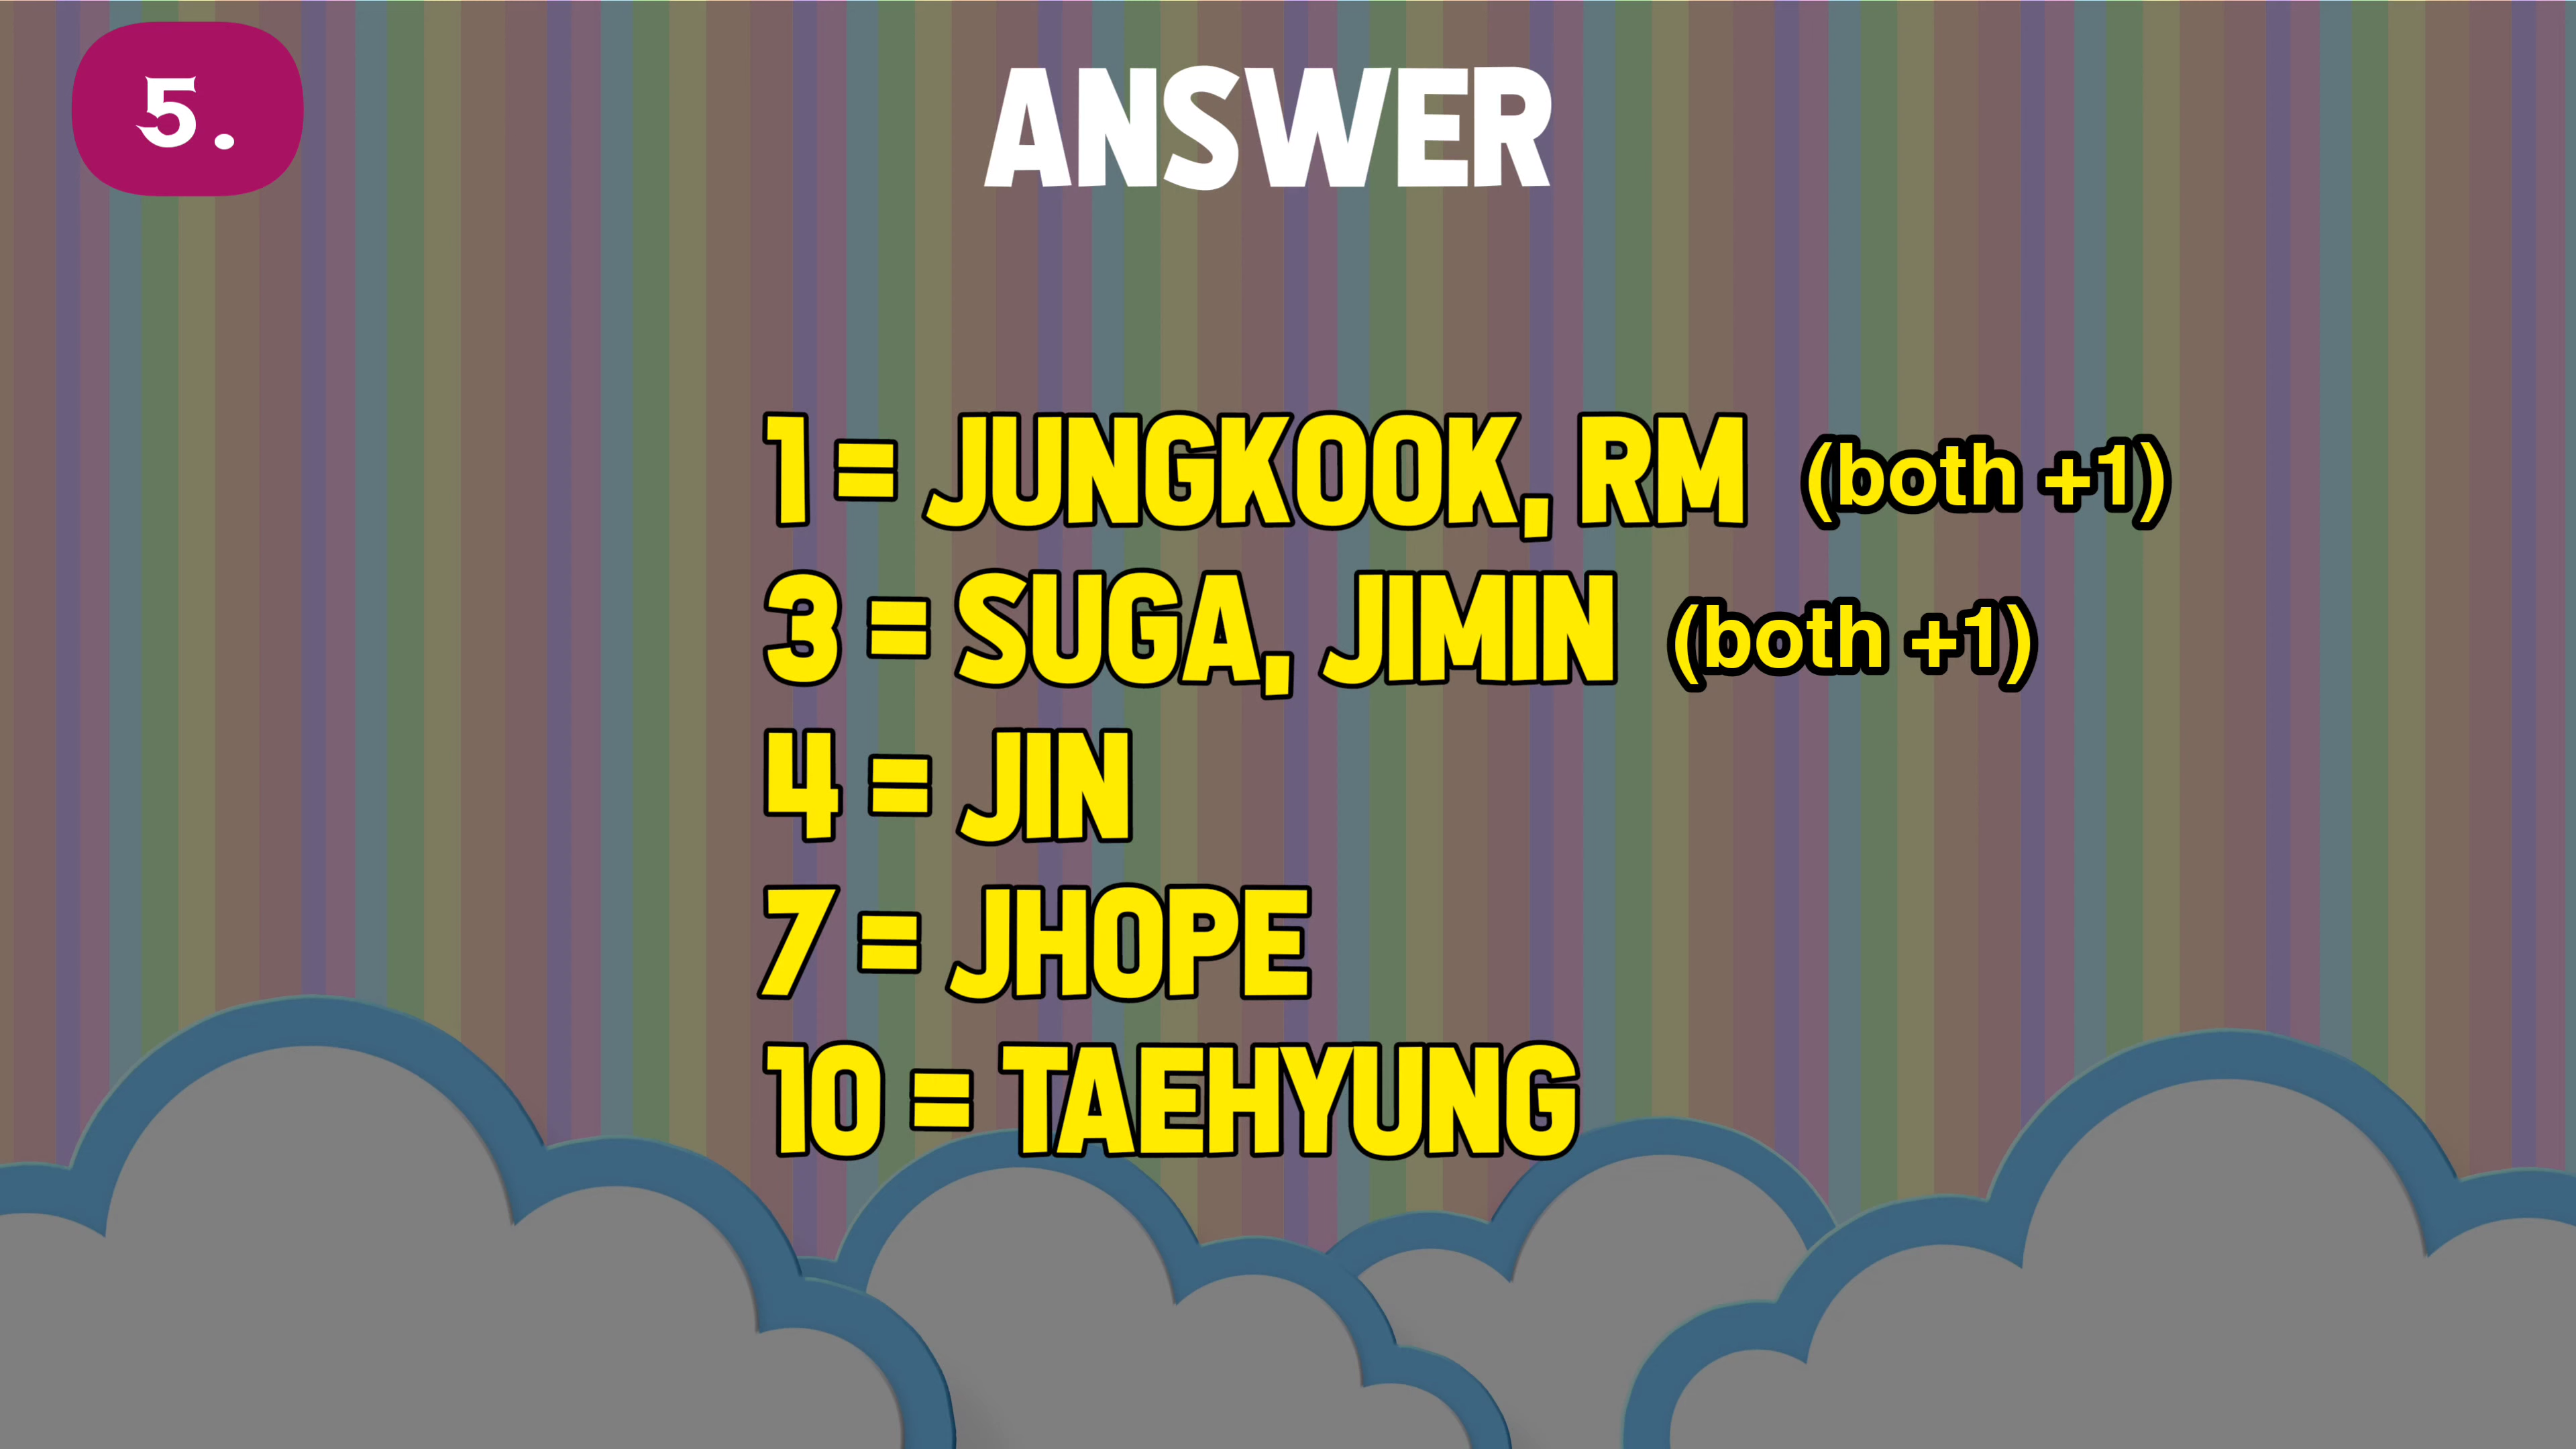 5.
ANSWER
1 = JUNGKOOK, RM (both +1)
3 = SUGA, JIMIN (both +1)
4 = JIN
7 = JHOPE
10 = TAEHYUNG